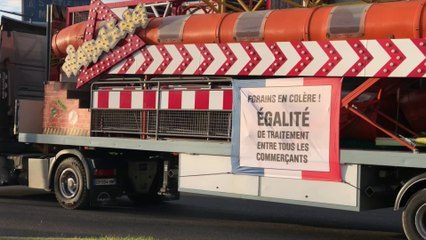 FORAINS EN COLÈRE !
ÉGALITÉ
DE TRAITEMENT
ENTRE TOUS LES
COMMERÇANTS